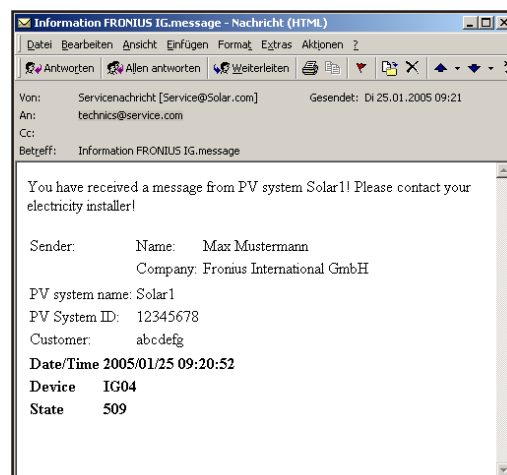 Information FRONIUS IG.message - Nachricht (HTML)
Datei Bearbeiten Ansicht Einfügen Format Extras Aktionen ?
Antworten Allen antworten Weiterleiten
Von: Servicenachricht [Service@Solar.com] Gesendet: Di 25.01.2005 09:21
An: technics@service.com
Cc:
Betreff: Information FRONIUS IG.message
You have received a message from PV system Solar1! Please contact your
electricity installer!
Sender: Name: Max Mustermann
Company: Fronius International GmbH
PV system name: Solar1
PV System ID: 12345678
Customer: abcdefg
Date/Time 2005/01/25 09:20:52
Device IG04
State 509